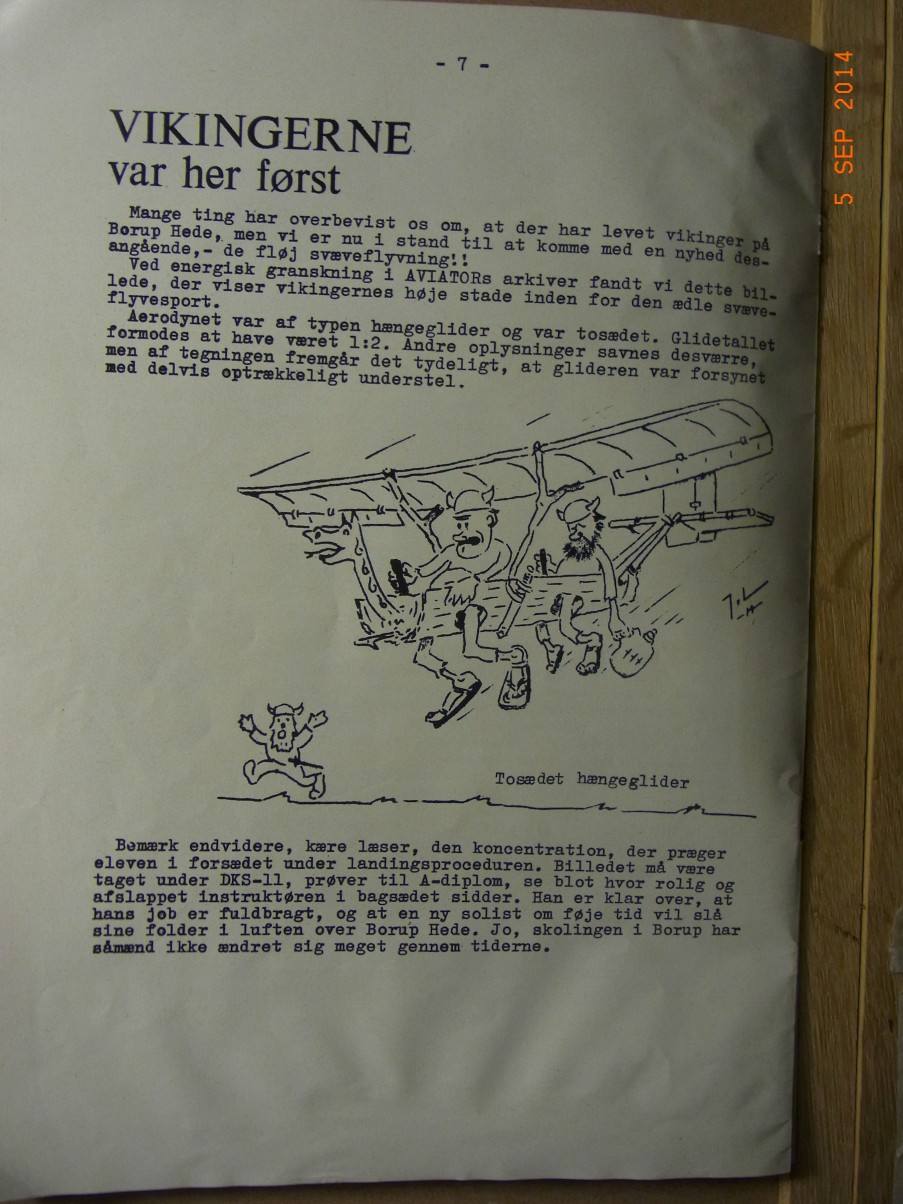 - 7 -
VIKINGERNE
var her først
Mange ting har overbevist os om, at der har levet vikinger på
Borup Hede, men vi er nu i stand til at komme med en nyhed des-
angående,- de fløj svæveflyvning!!
Ved energisk granskning i AVIATORs arkiver fandt vi dette bil-
lede, der viser vikingernes høje stade inden for den ædle svæve-
flyvesport.
Aerodynet var af typen hængeglider og var tosædet. Glidetallet
formodes at have været 1:2. Andre oplysninger savnes desværre,
men af tegningen fremgår det tydeligt, at glideren var forsynet
med delvis optrækkeligt understel.
Tosædet hængeglider
Bemærk endvidere, kære læser, den koncentration, der præger
eleven i forsædet under landingsproceduren. Billedet må være
taget under DKS-11, prøver til A-diplom, se blot hvor rolig og
afslappet instruktøren i bagsædet sidder. Han er klar over, at
hans job er fuldbragt, og at en ny solist om føje tid vil slå
sine folder i luften over Borup Hede. Jo, skolingen i Borup har
såmænd ikke ændret sig meget gennem tiderne.
5 SEP 2014